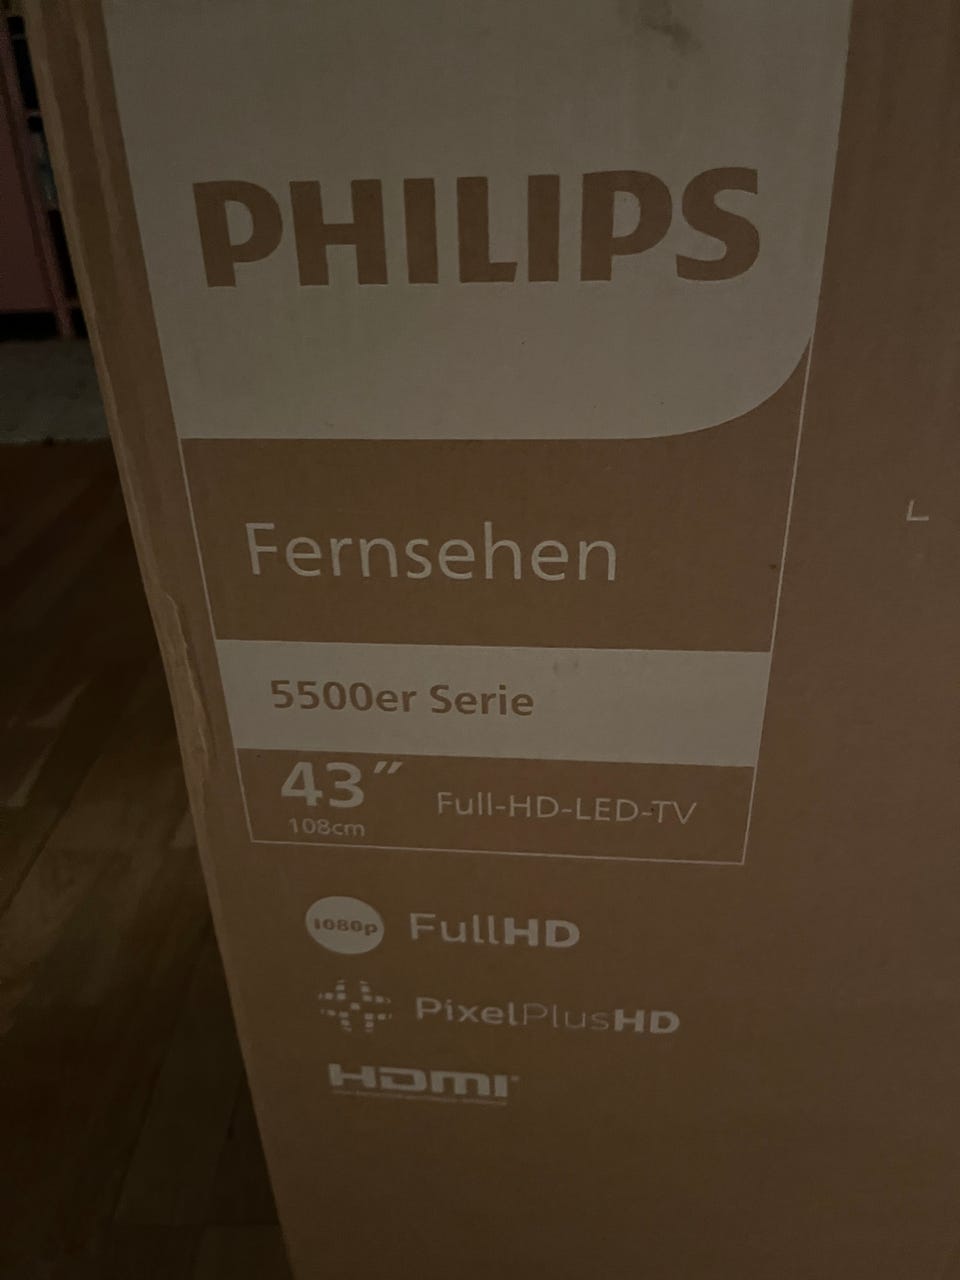 PHILIPS
Fernsehen
5500er Serie
43″
108cm
Full-HD-LED-TV
1080p FullHD
PixelPlusHD
HDMI